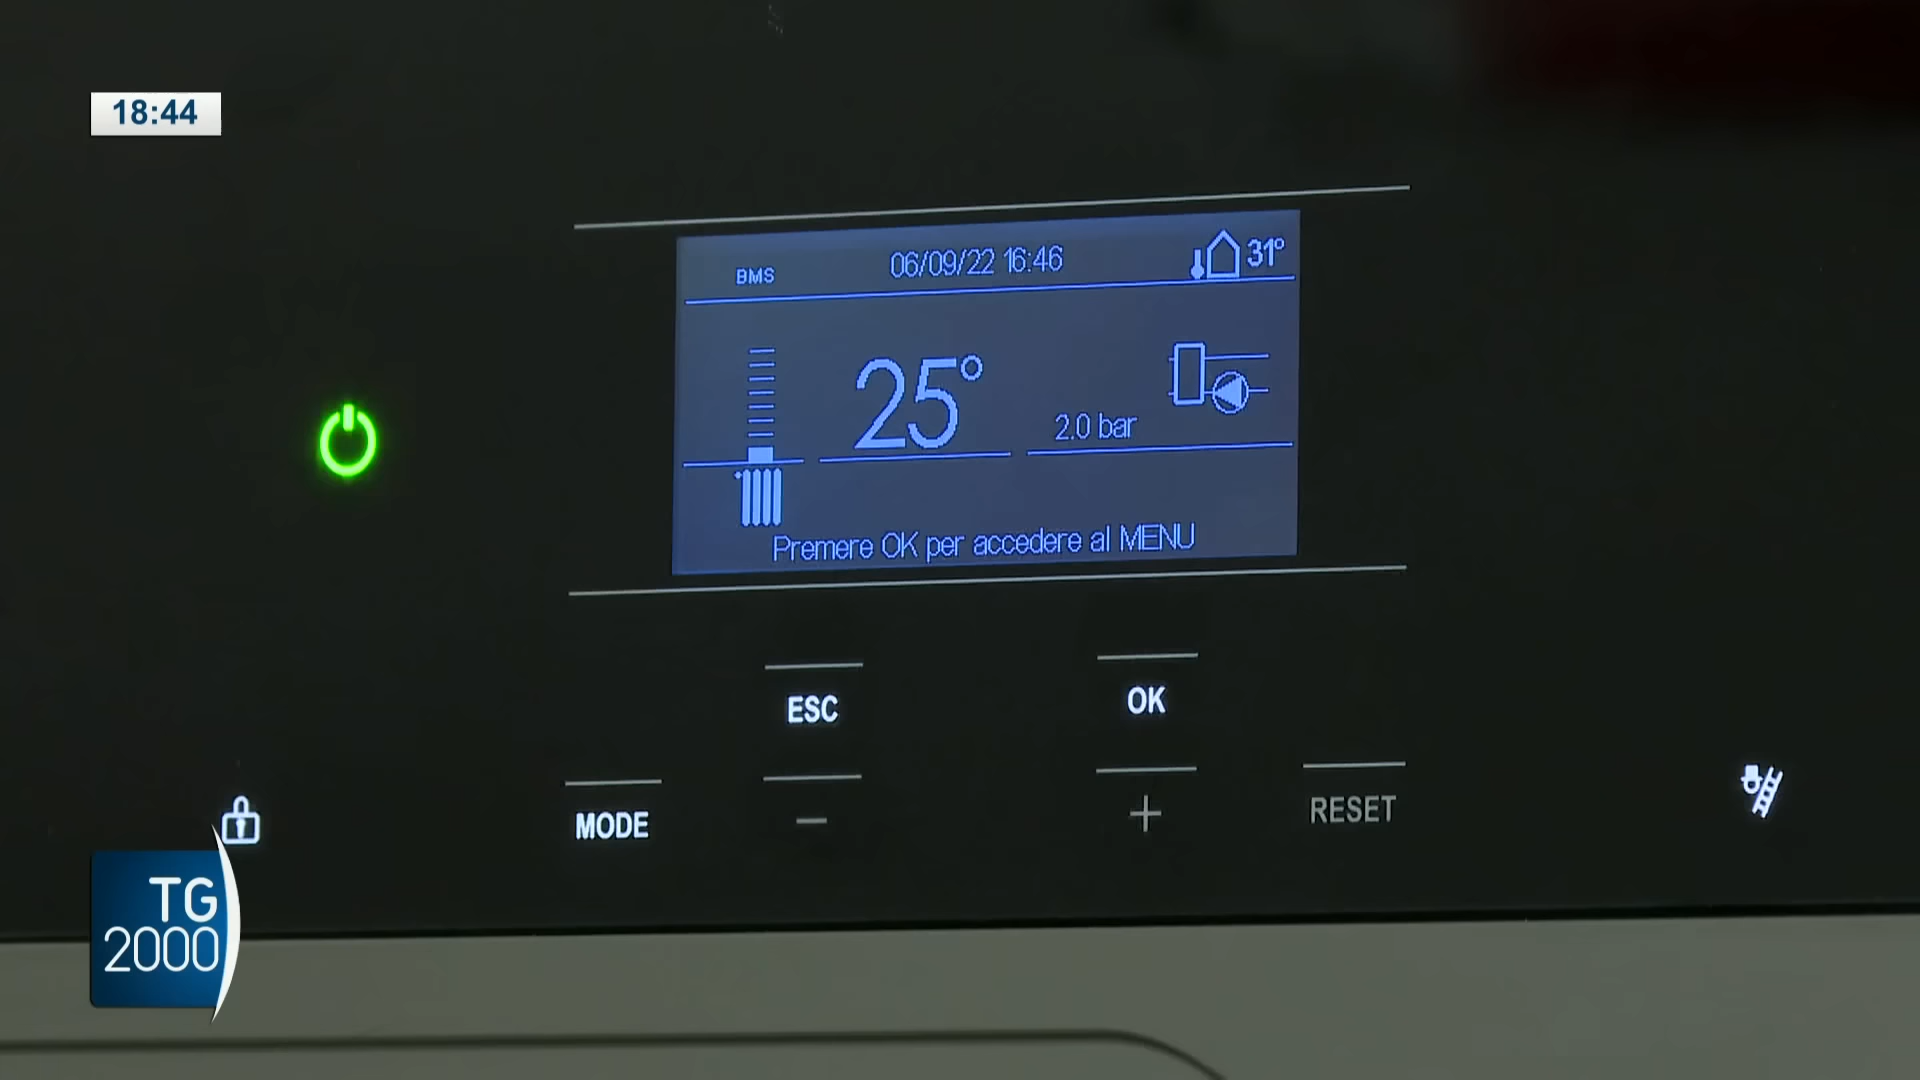 18:44
BMS
06/09/22 16:46
31°
25°
2.0 bar
Premere OK per accedere al MENU
ESC
OK
MODE
−
+
RESET
TG
2000